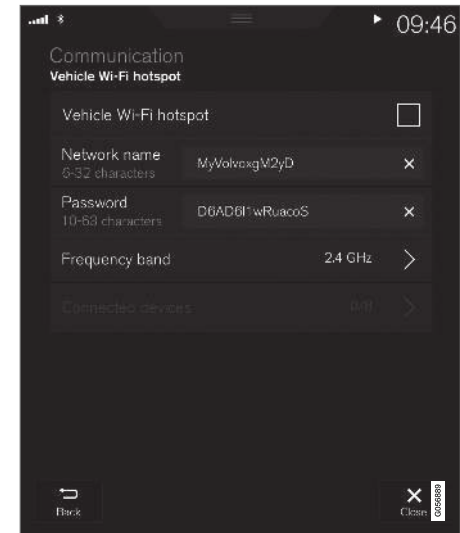 09:46
Communication
Vehicle Wi-Fi hotspot
Vehicle Wi-Fi hotspot
Network name
6-32 characters
MyVolvoxgM2yD
Password
10-63 characters
D6AD6l1wRuacoS
Frequency band 2.4 GHz
Connected devices 0/8
Back
Close
G056889